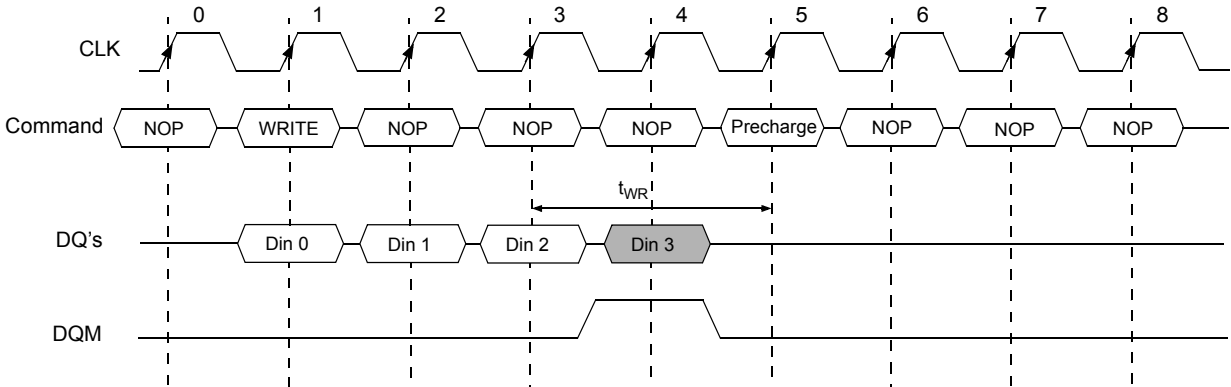 0 1 2 3 4 5 6 7 8
CLK
Command NOP WRITE NOP NOP NOP Precharge NOP NOP NOP
tWR
DQ's Din 0 Din 1 Din 2 Din 3
DQM